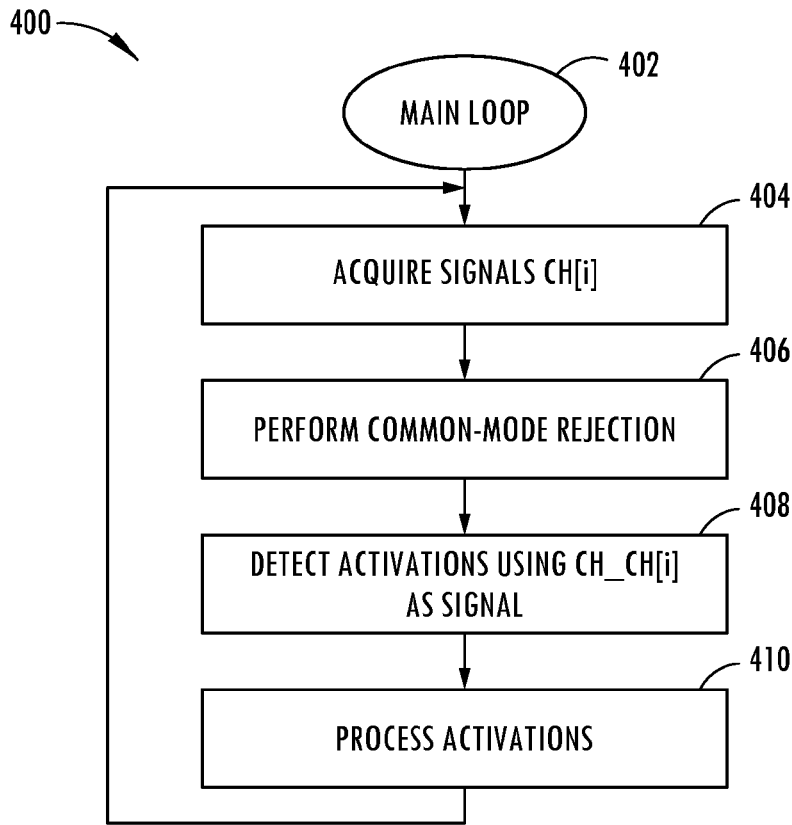 400
402
MAIN LOOP
404
ACQUIRE SIGNALS CH[i]
406
PERFORM COMMON-MODE REJECTION
408
DETECT ACTIVATIONS USING CH_CH[i]
AS SIGNAL
410
PROCESS ACTIVATIONS